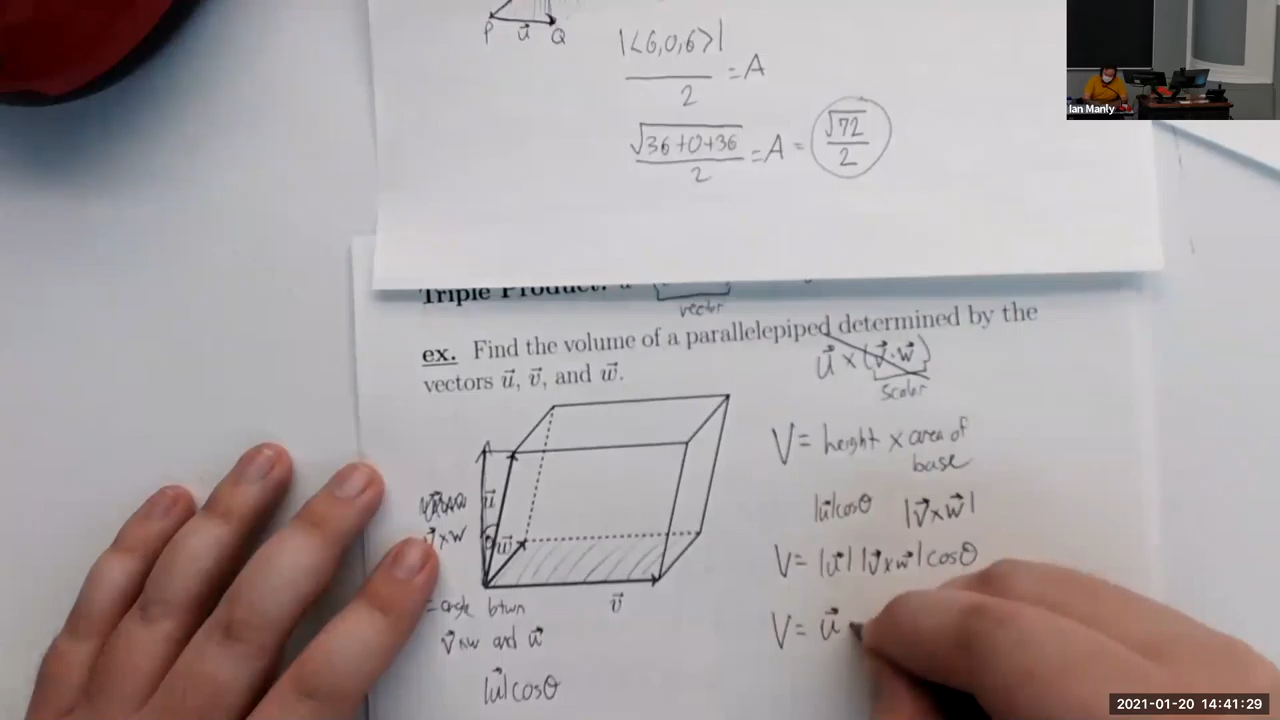 P u⃗ Q
|<6,0,6>|
2
=A
√36+0+36
2
=A = √72
2
Ian Manly
Triple Product:
vector
ex. Find the volume of a parallelepiped determined by the
vectors u⃗, v⃗, and w⃗.
u⃗ × (v⃗·w⃗)
scalar
V = height × area of
base
|u⃗|cosθ |v⃗×w⃗|
V = |u⃗| |v⃗×w⃗| cosθ
V = u⃗
u⃗
v⃗×w
θ
w⃗
v⃗
= angle btwn
v⃗×w and u⃗
|u⃗|cosθ
2021-01-20 14:41:29